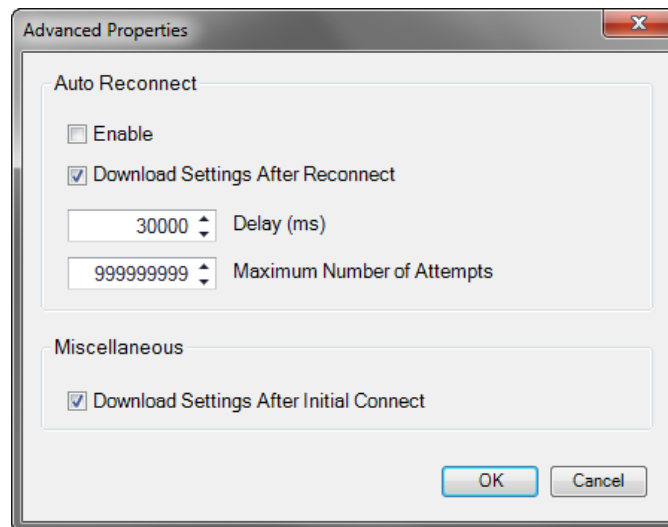 Advanced Properties
Auto Reconnect
Enable
Download Settings After Reconnect
30000 Delay (ms)
999999999 Maximum Number of Attempts
Miscellaneous
Download Settings After Initial Connect
OK Cancel